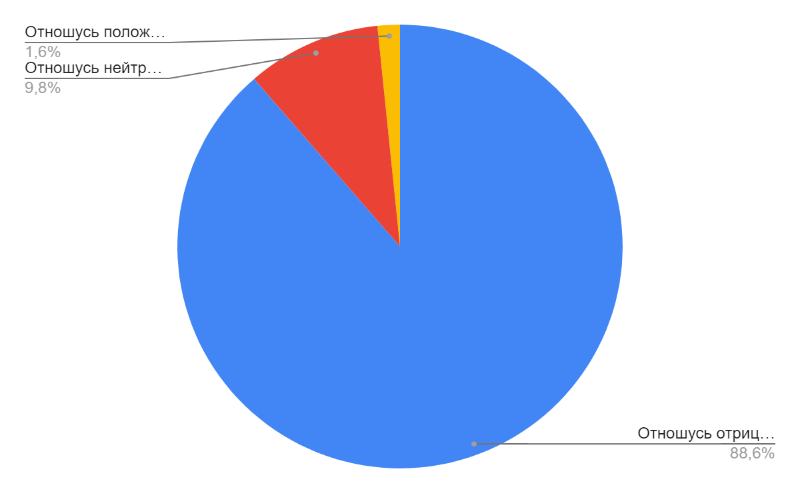 Отношусь полож…
1,6%
Отношусь нейтр…
9,8%
Отношусь отриц…
88,6%